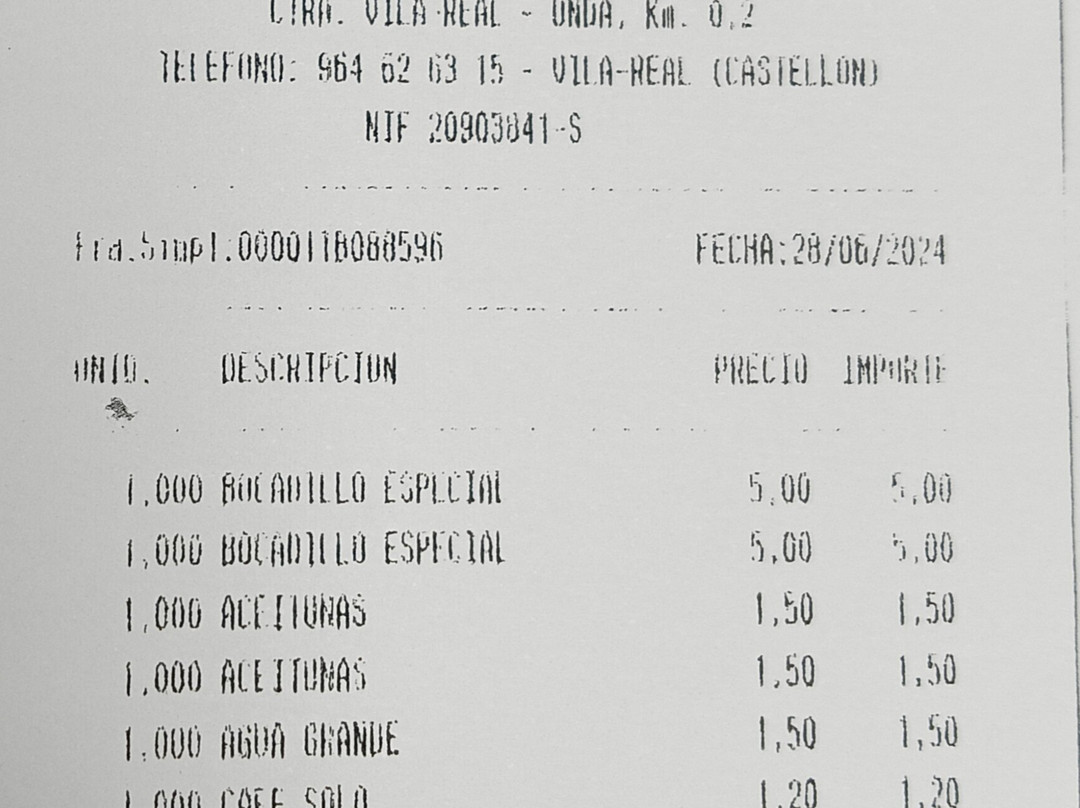 CTRA. VILA-REAL - ONDA, Km. 0,2
TELEFONO: 964 62 63 15 - VILA-REAL (CASTELLON)
NIF 20903841-S
Fra.Simpl.:000011B088596 FECHA:28/06/2024
UNID. DESCRIPCION PRECIO IMPORTE
1,000 BOCADILLO ESPECIAL 5,00 5,00
1,000 BOCADILLO ESPECIAL 5,00 5,00
1,000 ACEITUNAS 1,50 1,50
1,000 ACEITUNAS 1,50 1,50
1,000 AGUA GRANDE 1,50 1,50
1,000 CAFE SOLO 1,20 1,20